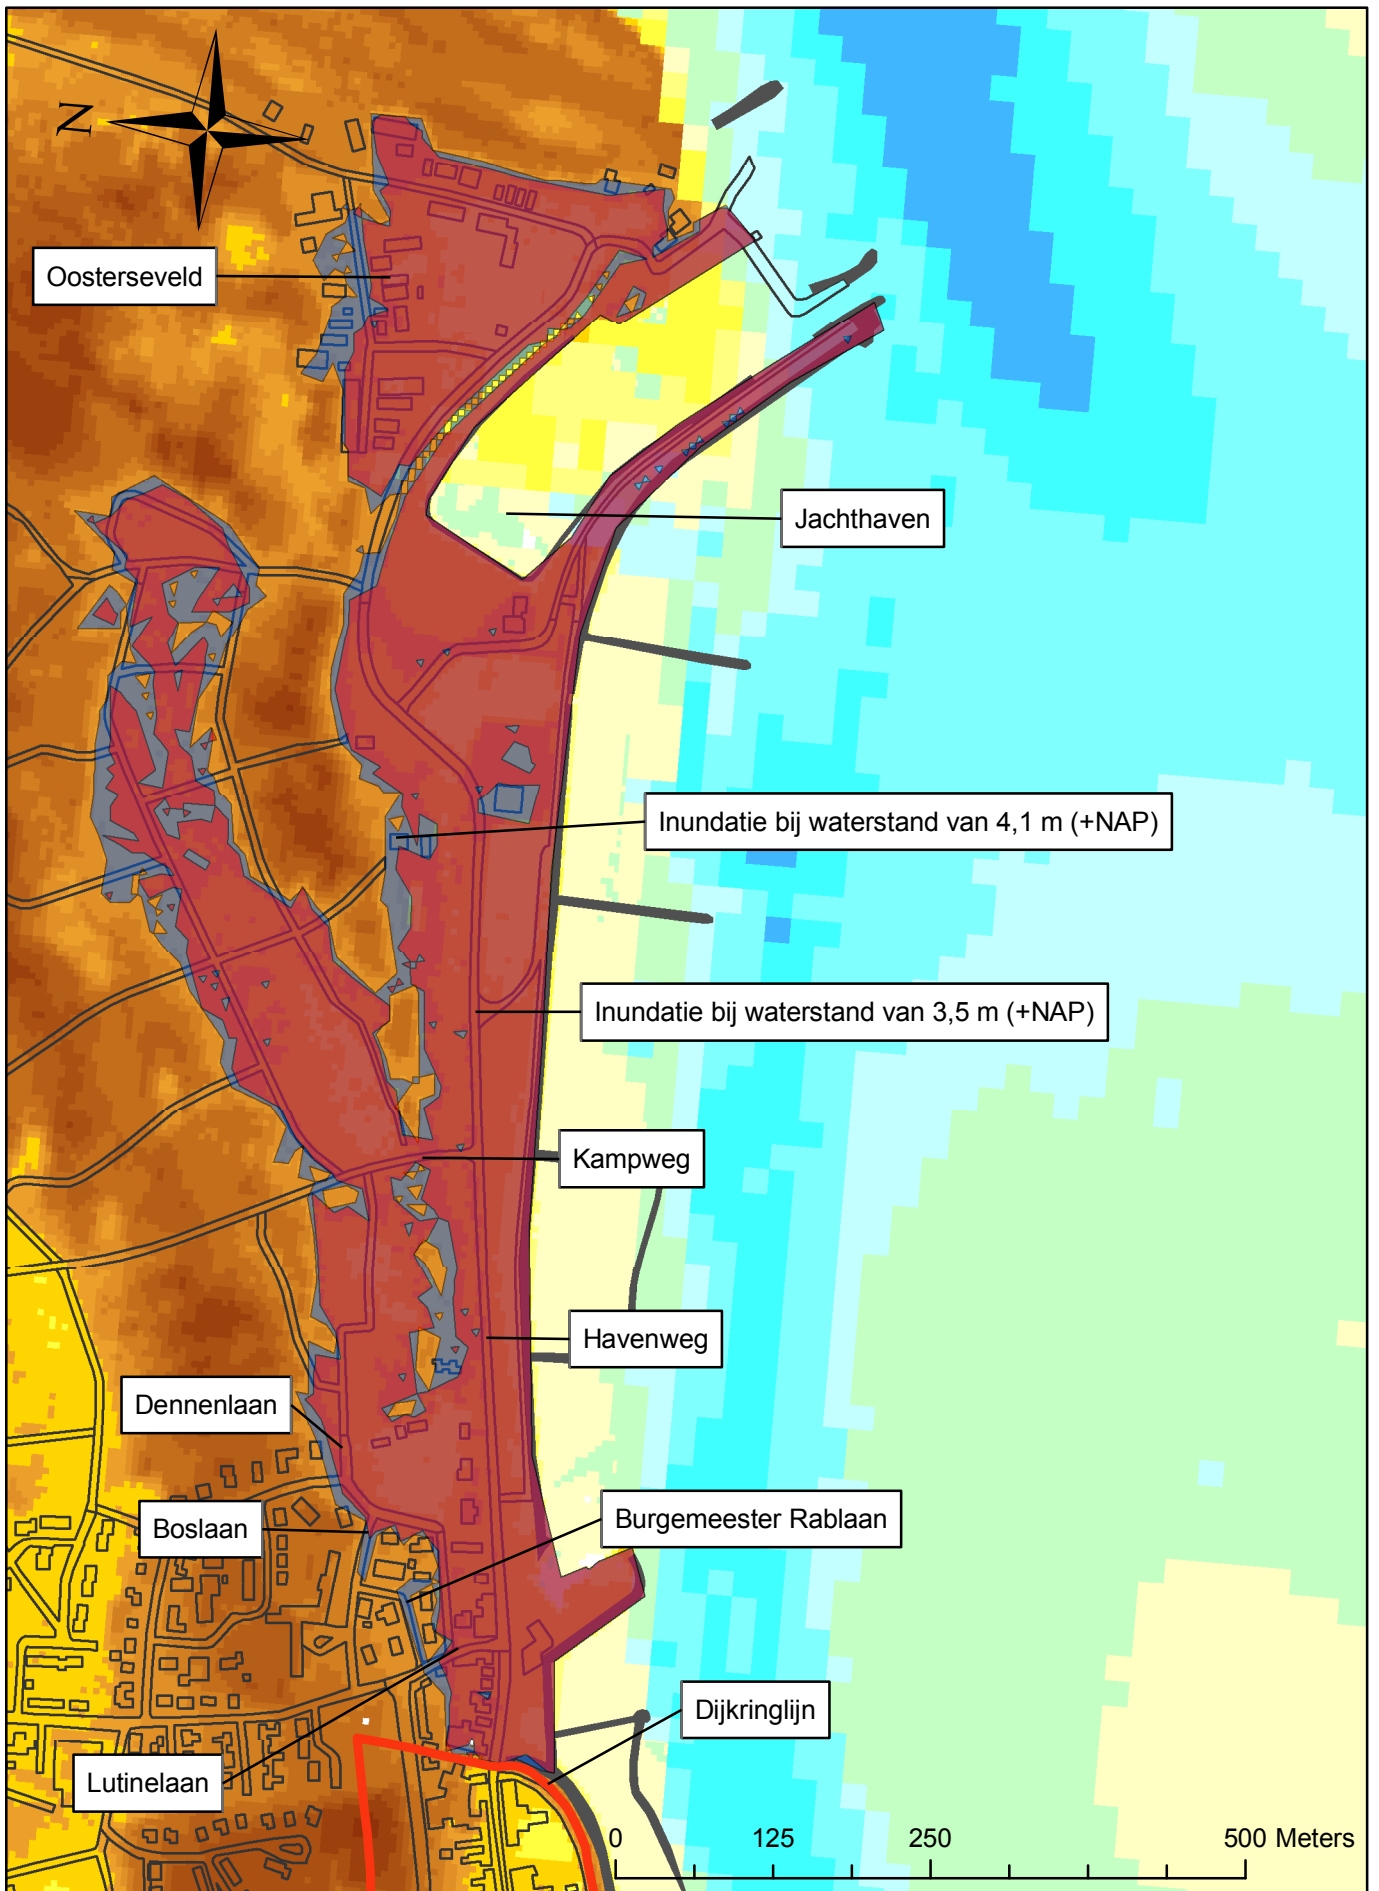 N
Oosterseveld
Jachthaven
Inundatie bij waterstand van 4,1 m (+NAP)
Inundatie bij waterstand van 3,5 m (+NAP)
Kampweg
Havenweg
Dennenlaan
Burgemeester Rablaan
Boslaan
Dijkringlijn
Lutinelaan
0 125 250 500 Meters